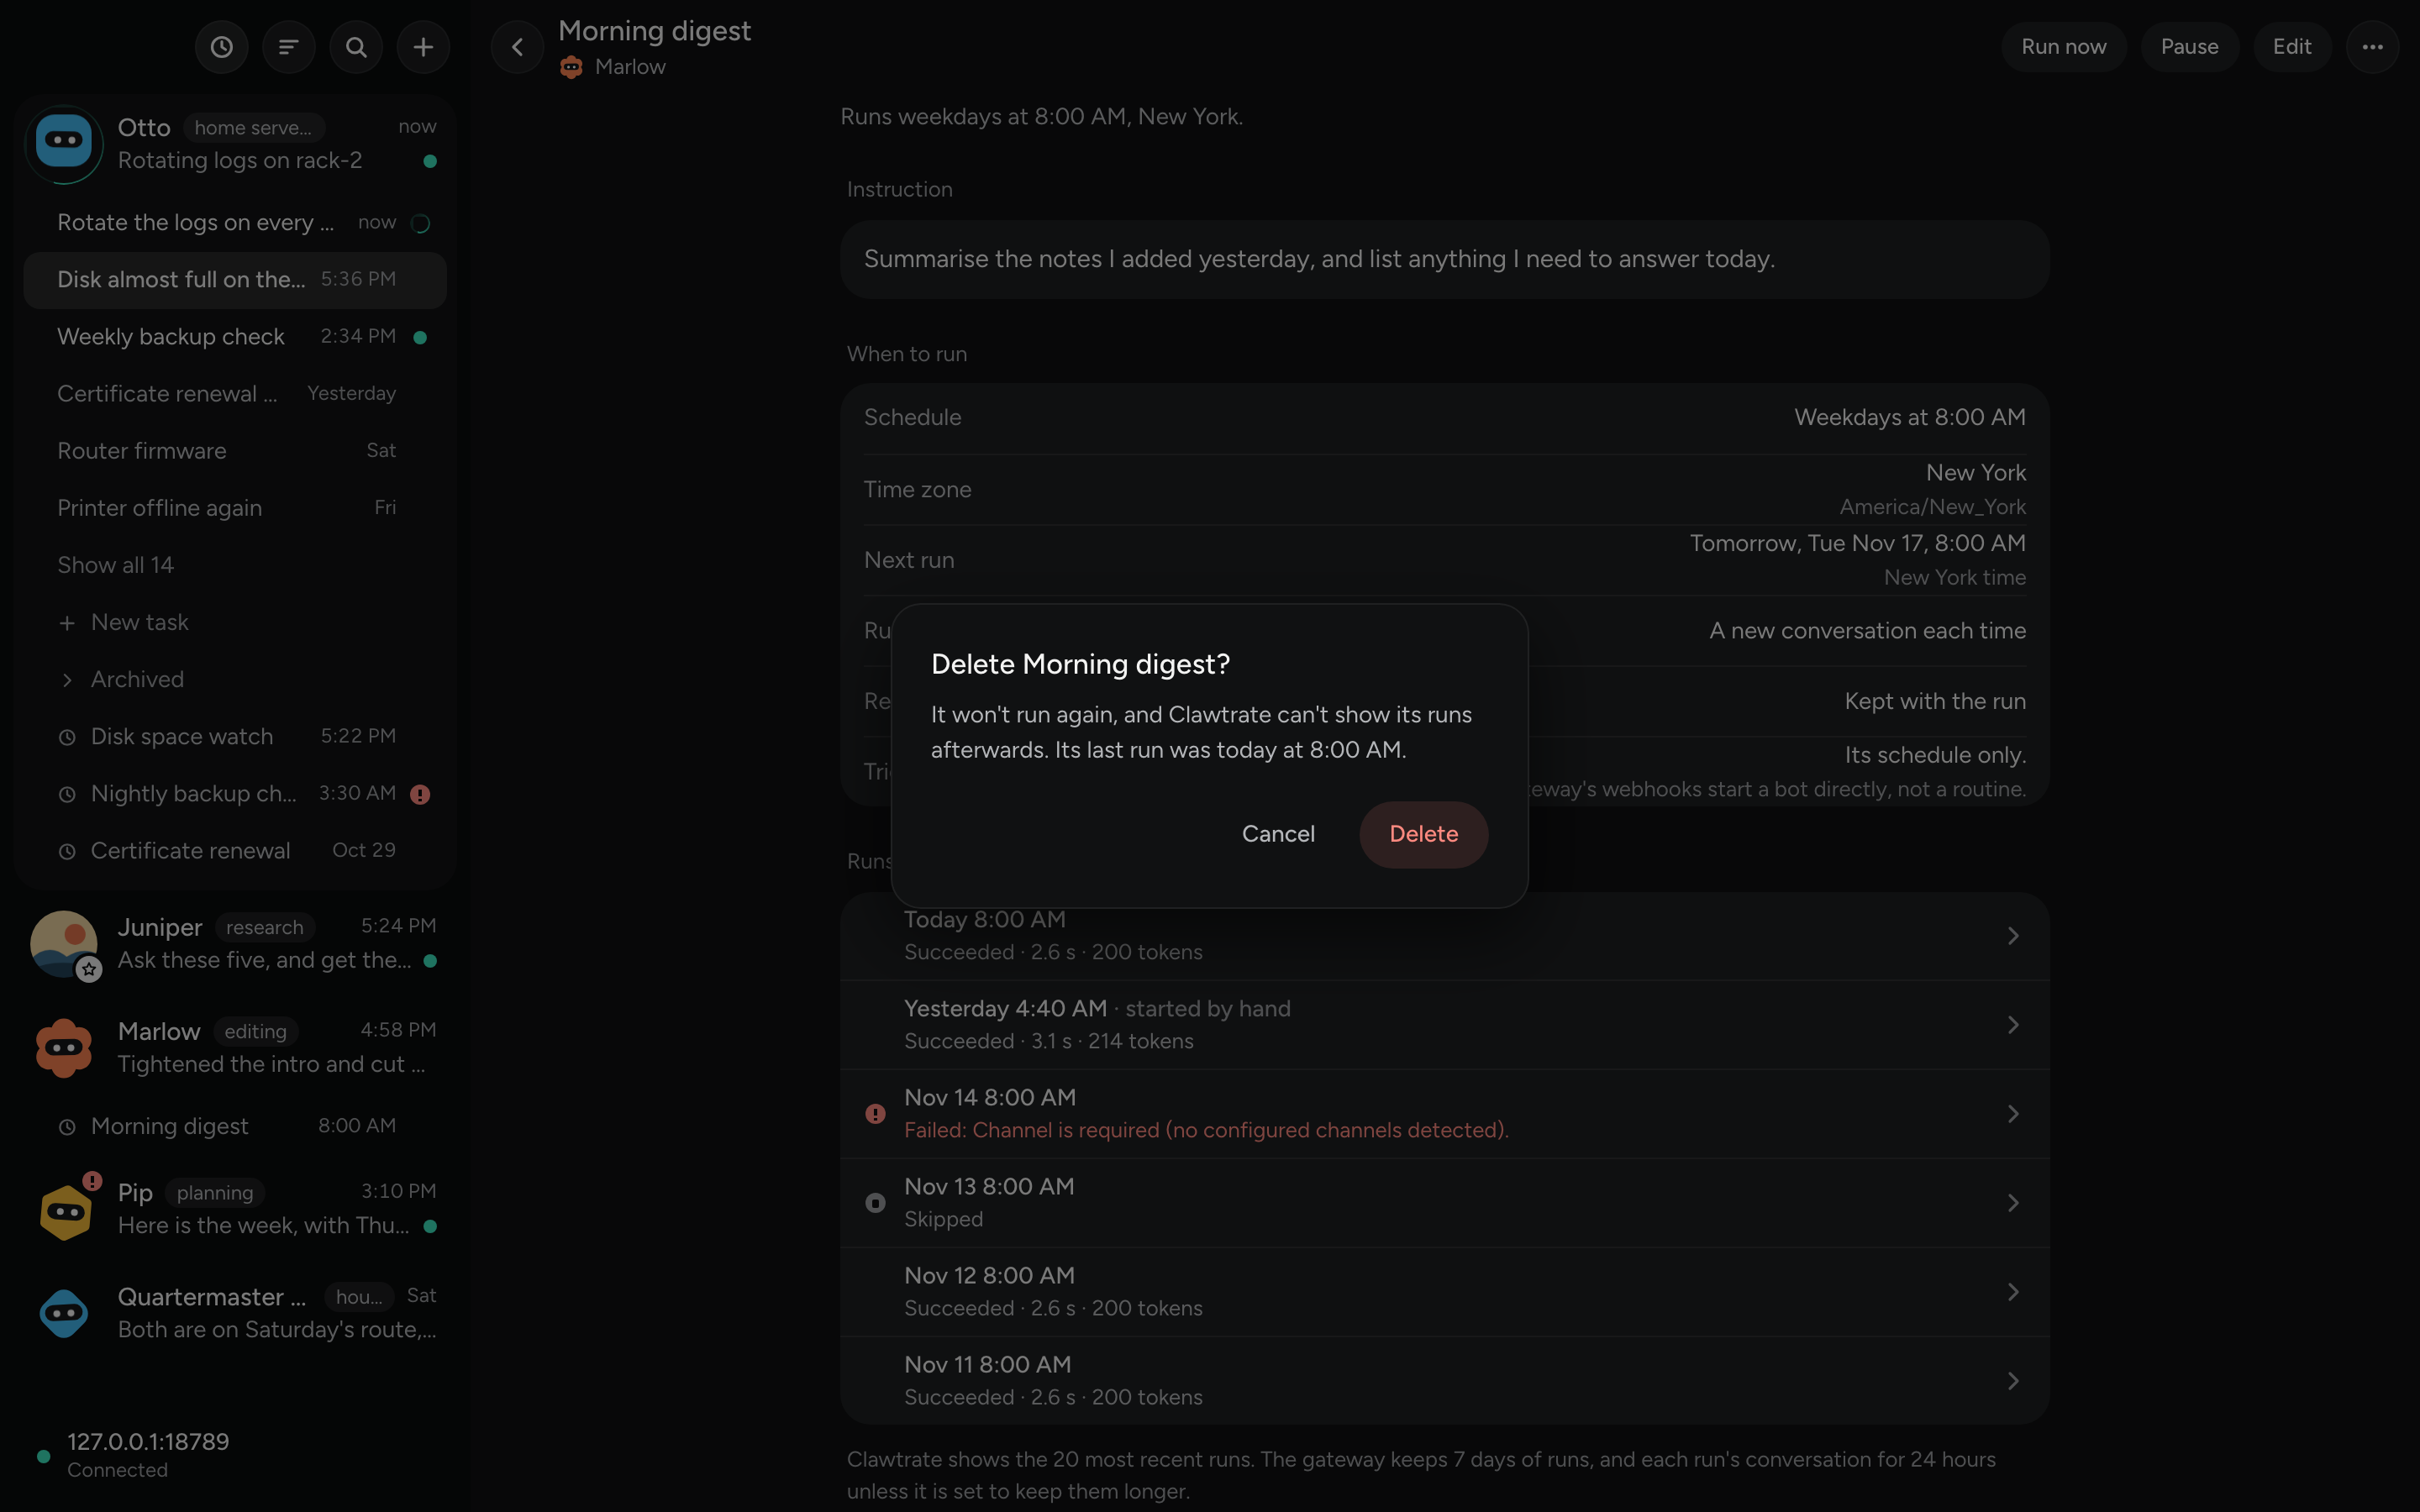 Otto
home serve...
now
Rotating logs on rack-2
Rotate the logs on every ...
now
Disk almost full on the...
5:36 PM
Weekly backup check
2:34 PM
Certificate renewal ...
Yesterday
Router firmware
Sat
Printer offline again
Fri
Show all 14
New task
Archived
Disk space watch
5:22 PM
Nightly backup ch...
3:30 AM
Certificate renewal
Oct 29
Juniper
research
5:24 PM
Ask these five, and get the...
Marlow
editing
4:58 PM
Tightened the intro and cut ...
Morning digest
8:00 AM
Pip
planning
3:10 PM
Here is the week, with Thu...
Quartermaster ...
hou...
Sat
Both are on Saturday's route,...
127.0.0.1:18789
Connected
Morning digest
Marlow
Run now
Pause
Edit
Runs weekdays at 8:00 AM, New York.
Instruction
Summarise the notes I added yesterday, and list anything I need to answer today.
When to run
Schedule
Weekdays at 8:00 AM
Time zone
New York
America/New_York
Next run
Tomorrow, Tue Nov 17, 8:00 AM
New York time
Ru
A new conversation each time
Re
Kept with the run
Tri
Its schedule only.
eway's webhooks start a bot directly, not a routine.
Delete Morning digest?
It won't run again, and Clawtrate can't show its runs
afterwards. Its last run was today at 8:00 AM.
Cancel
Delete
Runs
Today 8:00 AM
Succeeded · 2.6 s · 200 tokens
Yesterday 4:40 AM · started by hand
Succeeded · 3.1 s · 214 tokens
Nov 14 8:00 AM
Failed: Channel is required (no configured channels detected).
Nov 13 8:00 AM
Skipped
Nov 12 8:00 AM
Succeeded · 2.6 s · 200 tokens
Nov 11 8:00 AM
Succeeded · 2.6 s · 200 tokens
Clawtrate shows the 20 most recent runs. The gateway keeps 7 days of runs, and each run's conversation for 24 hours
unless it is set to keep them longer.